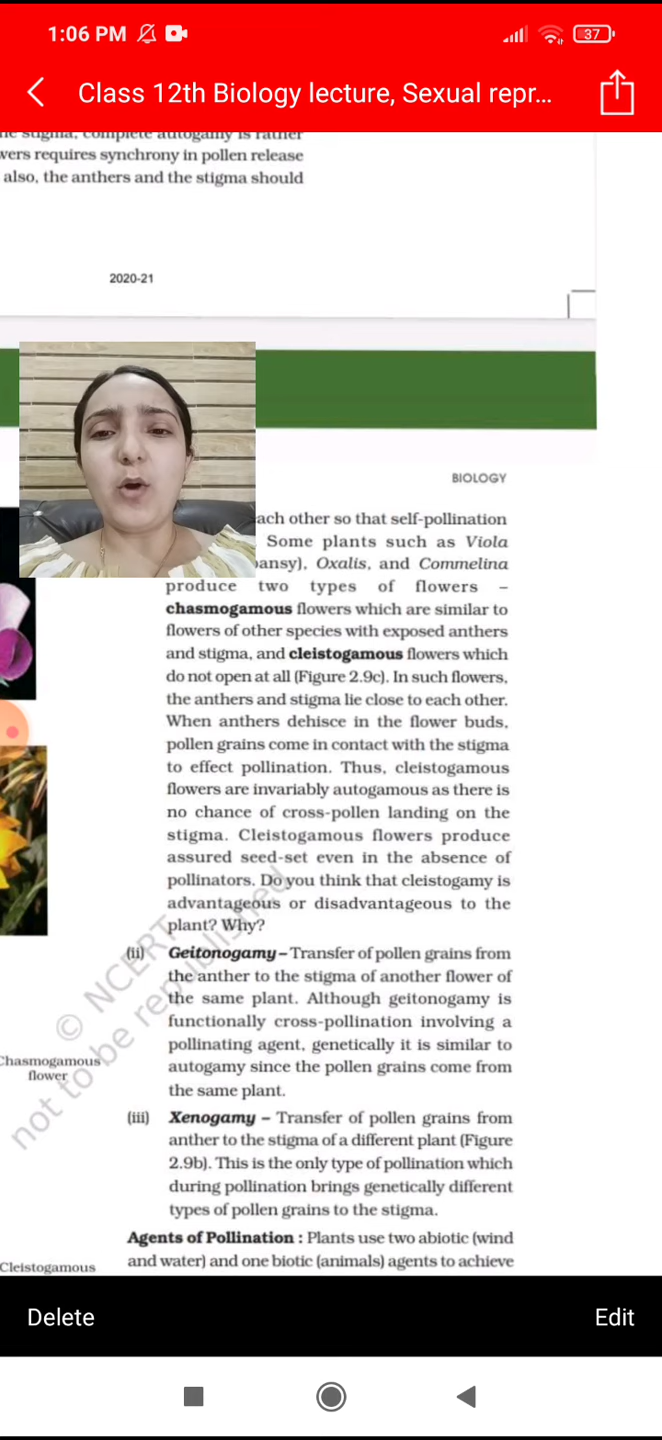 1:06 PM
37
Class 12th Biology lecture, Sexual repr...
the stigma, complete autogamy is rather
wers requires synchrony in pollen release
also, the anthers and the stigma should
2020-21
BIOLOGY
ach other so that self-pollination
Some plants such as Viola
ansy), Oxalis, and Commelina
produce two types of flowers –
chasmogamous flowers which are similar to
flowers of other species with exposed anthers
and stigma, and cleistogamous flowers which
do not open at all (Figure 2.9c). In such flowers,
the anthers and stigma lie close to each other.
When anthers dehisce in the flower buds,
pollen grains come in contact with the stigma
to effect pollination. Thus, cleistogamous
flowers are invariably autogamous as there is
no chance of cross-pollen landing on the
stigma. Cleistogamous flowers produce
assured seed-set even in the absence of
pollinators. Do you think that cleistogamy is
advantageous or disadvantageous to the
plant? Why?
(ii) Geitonogamy – Transfer of pollen grains from
the anther to the stigma of another flower of
the same plant. Although geitonogamy is
functionally cross-pollination involving a
pollinating agent, genetically it is similar to
autogamy since the pollen grains come from
the same plant.
(iii) Xenogamy – Transfer of pollen grains from
anther to the stigma of a different plant (Figure
2.9b). This is the only type of pollination which
during pollination brings genetically different
types of pollen grains to the stigma.
Agents of Pollination : Plants use two abiotic (wind
and water) and one biotic (animals) agents to achieve
Chasmogamous
flower
Cleistogamous
© NCERT
not to be republished
Delete
Edit